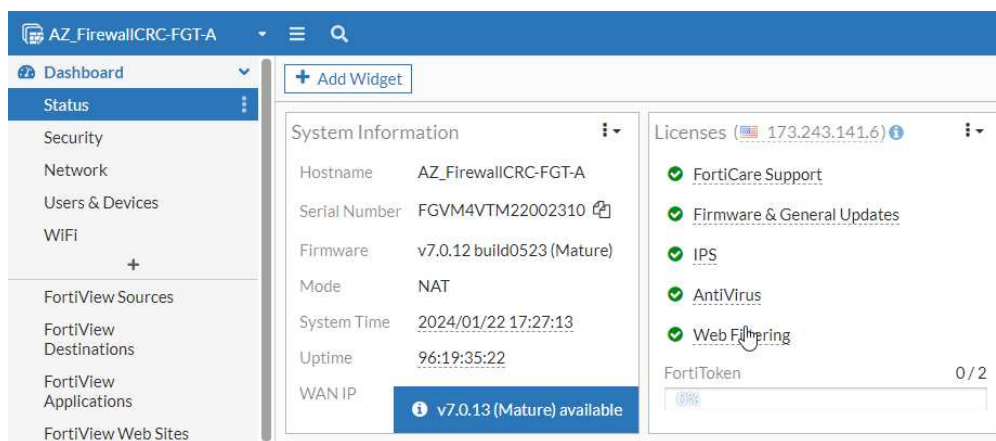 AZ_FirewallCRC-FGT-A
Dashboard
Status
Security
Network
Users & Devices
WiFi
+
FortiView Sources
FortiView
Destinations
FortiView
Applications
FortiView Web Sites
+ Add Widget
System Information
Hostname AZ_FirewallCRC-FGT-A
Serial Number FGVM4VTM22002310
Firmware v7.0.12 build0523 (Mature)
Mode NAT
System Time 2024/01/22 17:27:13
Uptime 96:19:35:22
WAN IP
v7.0.13 (Mature) available
Licenses (173.243.141.6)
FortiCare Support
Firmware & General Updates
IPS
AntiVirus
Web Filtering
FortiToken 0 / 2
0%